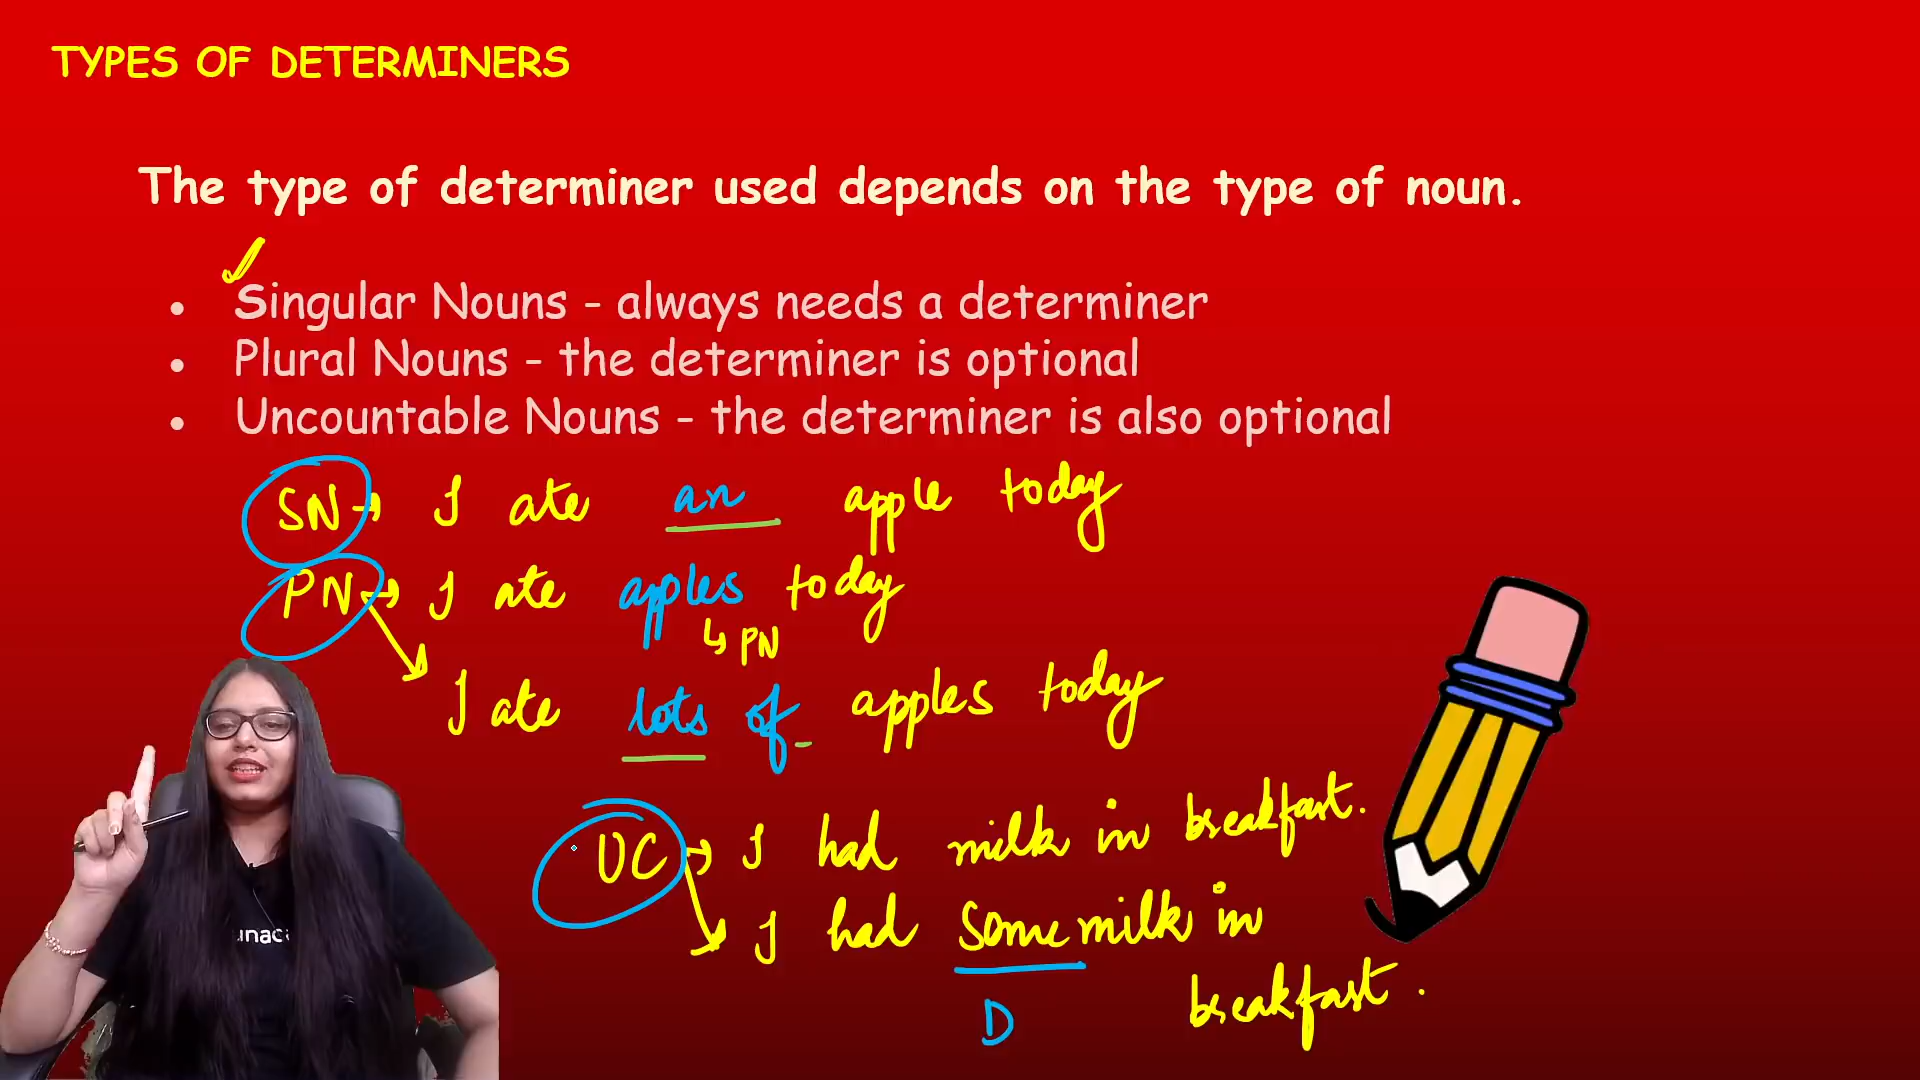 TYPES OF DETERMINERS
The type of determiner used depends on the type of noun.
• Singular Nouns - always needs a determiner
• Plural Nouns - the determiner is optional
• Uncountable Nouns - the determiner is also optional
SN → I ate an apple today
PN → I ate apples today
↳ PN
I ate lots of apples today
UC → I had milk in breakfast.
I had some milk in
breakfast.
D
unac